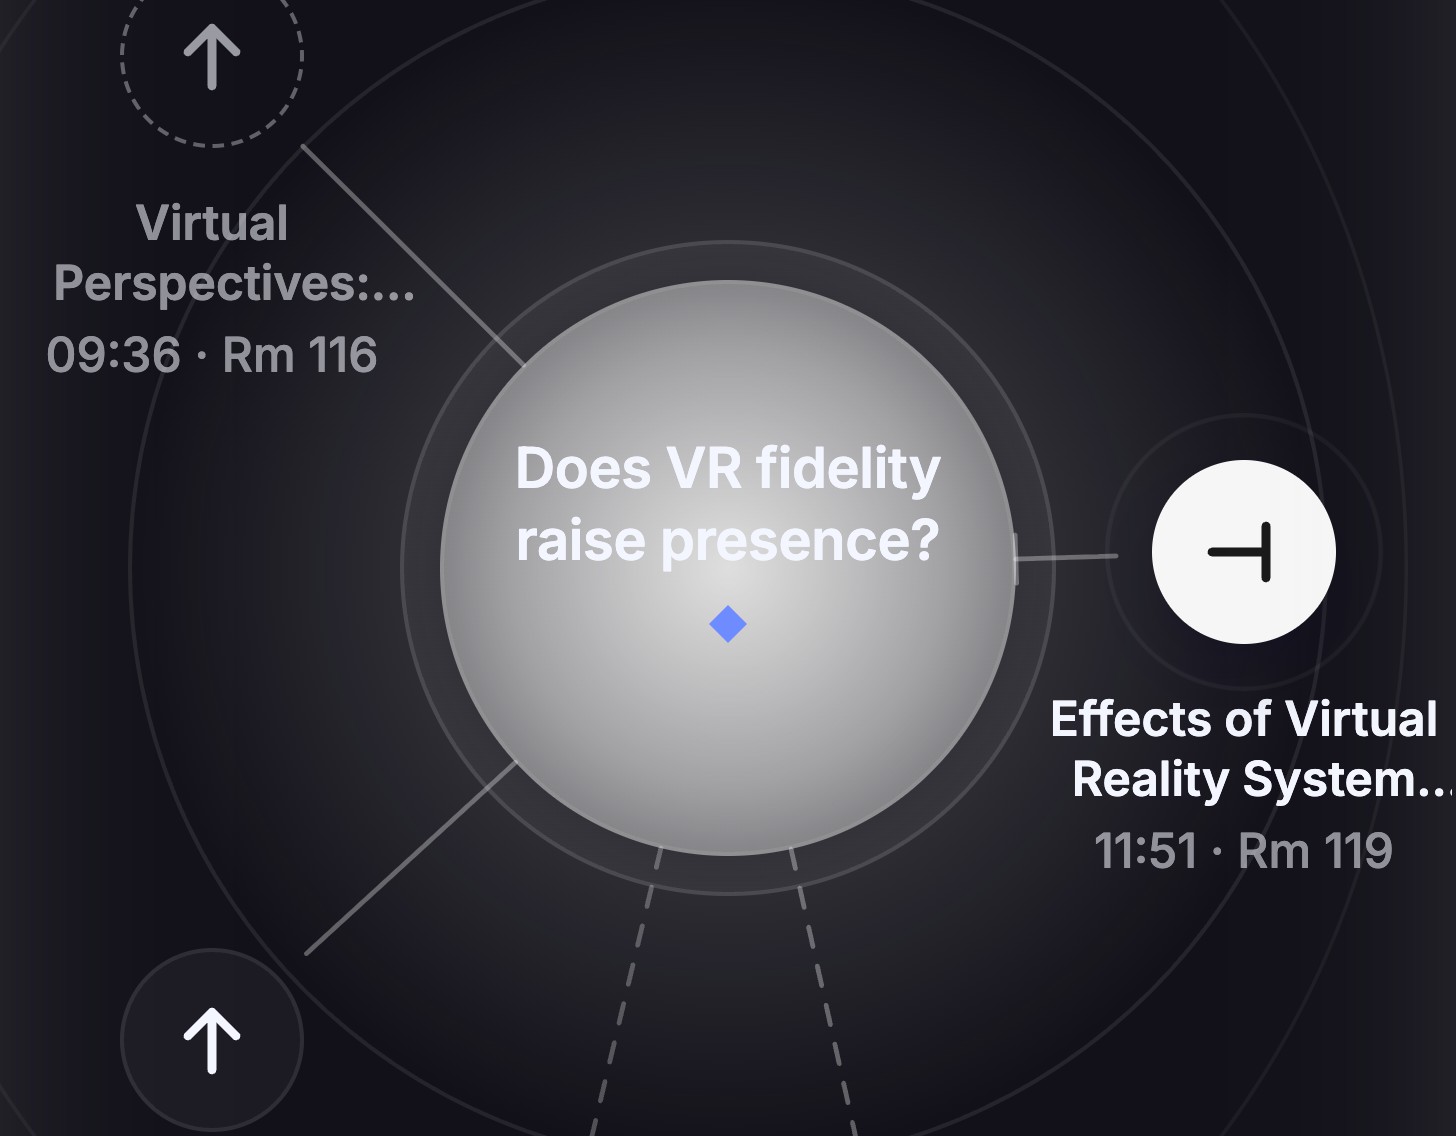 Virtual
Perspectives:...
09:36 · Rm 116
Does VR fidelity
raise presence?
Effects of Virtual
Reality System...
11:51 · Rm 119